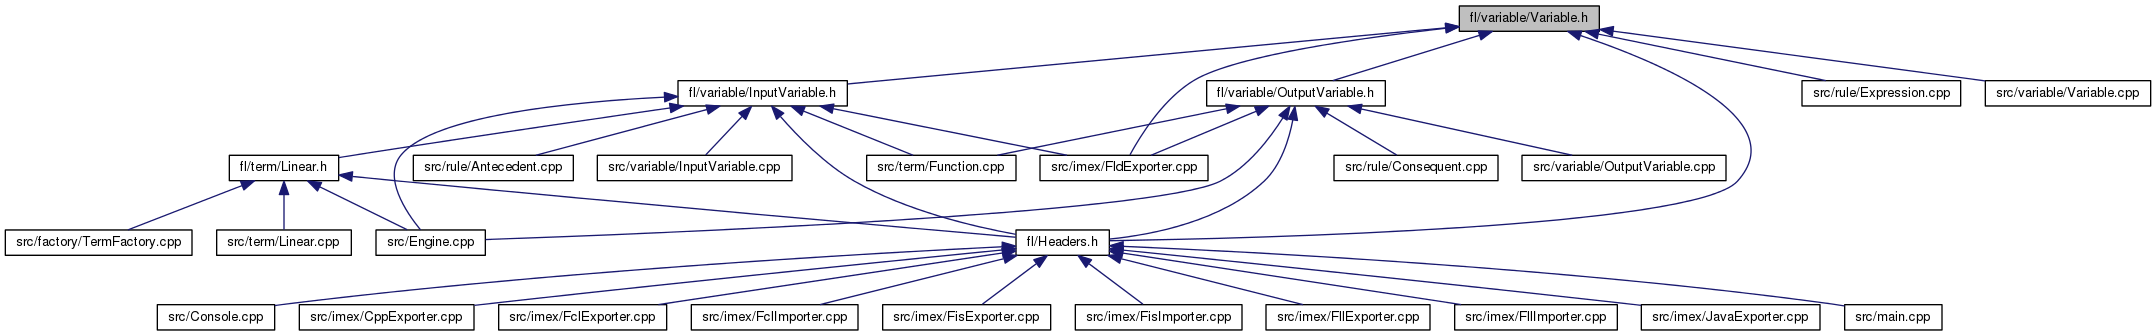 fl/variable/Variable.h
fl/variable/InputVariable.h
fl/variable/OutputVariable.h
src/rule/Expression.cpp
src/variable/Variable.cpp
fl/term/Linear.h
src/rule/Antecedent.cpp
src/variable/InputVariable.cpp
src/term/Function.cpp
src/imex/FldExporter.cpp
src/rule/Consequent.cpp
src/variable/OutputVariable.cpp
src/factory/TermFactory.cpp
src/term/Linear.cpp
src/Engine.cpp
fl/Headers.h
src/Console.cpp
src/imex/CppExporter.cpp
src/imex/FclExporter.cpp
src/imex/FclImporter.cpp
src/imex/FisExporter.cpp
src/imex/FisImporter.cpp
src/imex/FllExporter.cpp
src/imex/FllImporter.cpp
src/imex/JavaExporter.cpp
src/main.cpp